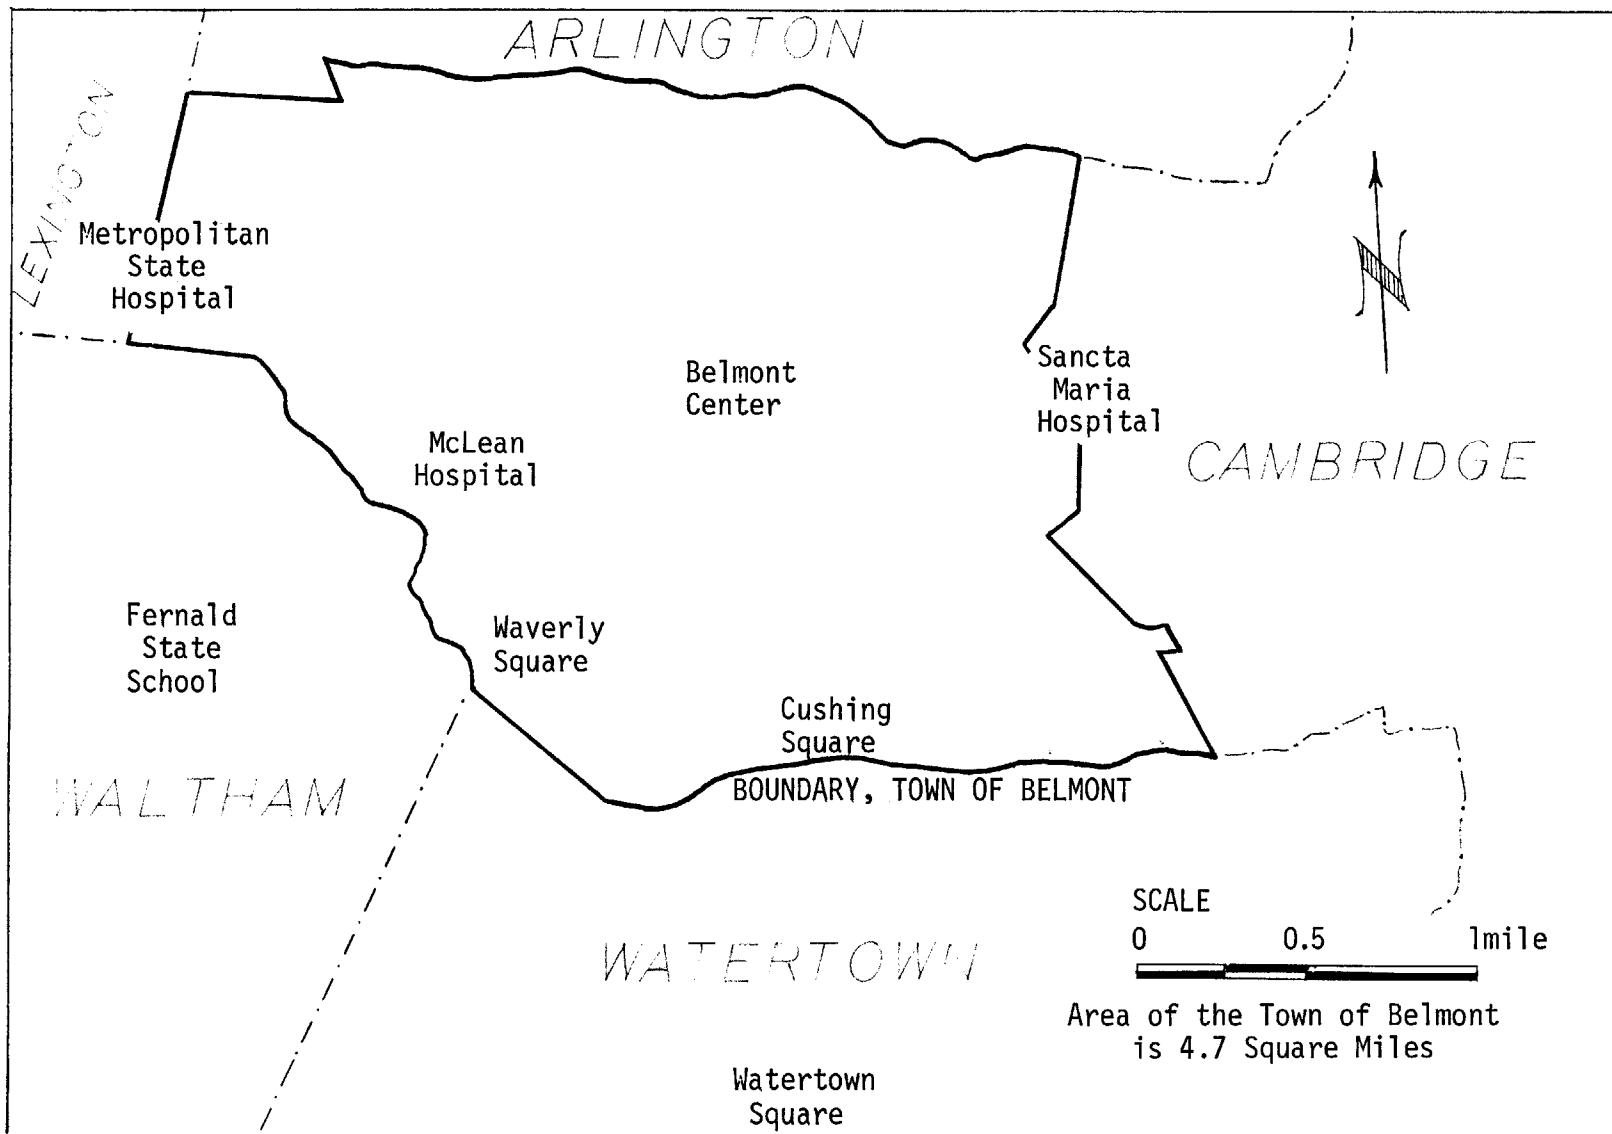 ARLINGTON
LEXINGTON
N
Metropolitan
State
Hospital
Belmont
Center
Sancta
Maria
Hospital
McLean
Hospital
CAMBRIDGE
Fernald
State
School
Waverly
Square
Cushing
Square
BOUNDARY, TOWN OF BELMONT
WALTHAM
WATERTOWN
SCALE
0 0.5 1mile
Area of the Town of Belmont
is 4.7 Square Miles
Watertown
Square